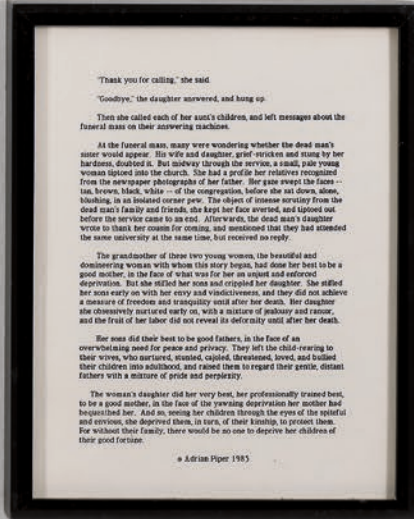 "Thank you for calling," she said.
"Goodbye," the daughter answered, and hung up.
Then she called each of her aunt's children, and left messages about the
funeral mass on their answering machines.
At the funeral mass, many were wondering whether the dead man's
sister would appear. His wife and daughter, grief-stricken and stung by her
hardness, doubted it. But midway through the service, a small, pale young
woman tiptoed into the church. She had a profile her relatives recognized
from the newspaper photographs of her father. Her gaze swept the faces --
tan, brown, black, white -- of the congregation, before she sat down, alone,
blushing, in an isolated corner pew. The object of intense scrutiny from the
dead man's family and friends, she kept her face averted, and tiptoed out
before the service came to an end. Afterwards, the dead man's daughter
wrote to thank her cousin for coming, and mentioned that they had attended
the same university at the same time, but received no reply.
The grandmother of these two young women, the beautiful and
domineering woman with whom this story began, had done her best to be a
good mother, in the face of what was for her an unjust and enforced
deprivation. But she stifled her sons and crippled her daughter. She stifled
her sons early on with her envy and vindictiveness, and they did not achieve
a measure of freedom and tranquility until after her death. Her daughter
she obsessively nurtured early on, with a mixture of jealousy and rancor,
and the fruit of her labor did not reveal its deformity until after her death.
Her sons did their best to be good fathers, in the face of an
overwhelming need for peace and privacy. They left the child-rearing to
their wives, who nurtured, stunted, cajoled, threatened, loved, and bullied
their children into adulthood, and raised them to regard their gentle, distant
fathers with a mixture of pride and perplexity.
The woman's daughter did her very best, her professionally trained best,
to be a good mother, in the face of the yawning deprivation her mother had
bequeathed her. And so, seeing her children through the eyes of the spiteful
and envious, she deprived them, in turn, of their kinship, to protect them.
For without their family, there would be no one to deprive her children of
their good fortune.
© Adrian Piper 1985